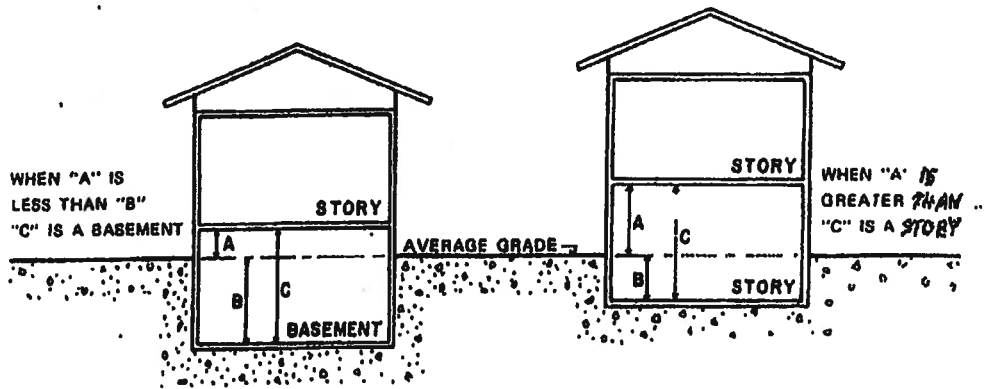 WHEN "A" IS
LESS THAN "B"
"C" IS A BASEMENT
STORY
A
B
C
BASEMENT
AVERAGE GRADE
STORY
A
C
B
STORY
WHEN "A' IS
GREATER THAN
"C" IS A STORY